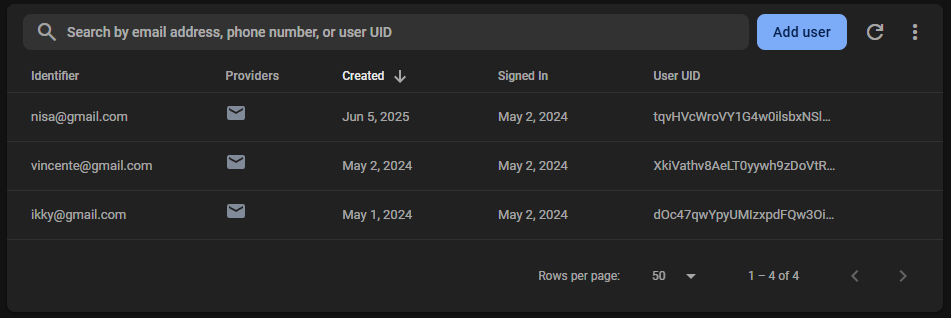 Search by email address, phone number, or user UID
Add user
Identifier Providers Created Signed In User UID
nisa@gmail.com Jun 5, 2025 May 2, 2024 tqvHVcWroVY1G4w0ilsbxNSl...
vincente@gmail.com May 2, 2024 May 2, 2024 XkiVathv8AeLT0yywh9zDoVtR...
ikky@gmail.com May 1, 2024 May 2, 2024 dOc47qwYpyUMIzxpdFQw3Oi...
Rows per page: 50 1 – 4 of 4